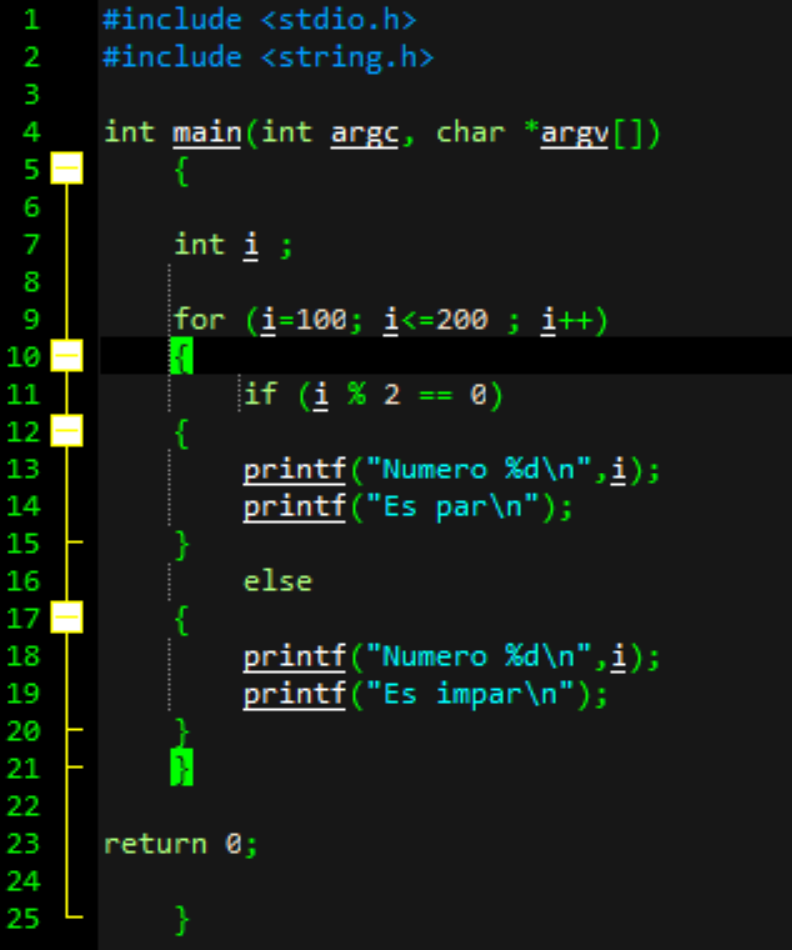 1 #include <stdio.h>
2 #include <string.h>
3
4 int main(int argc, char *argv[])
5 {
6
7 int i ;
8
9 for (i=100; i<=200 ; i++)
10 {
11 if (i % 2 == 0)
12 {
13 printf("Numero %d\n",i);
14 printf("Es par\n");
15 }
16 else
17 {
18 printf("Numero %d\n",i);
19 printf("Es impar\n");
20 }
21 }
22
23 return 0;
24
25 }